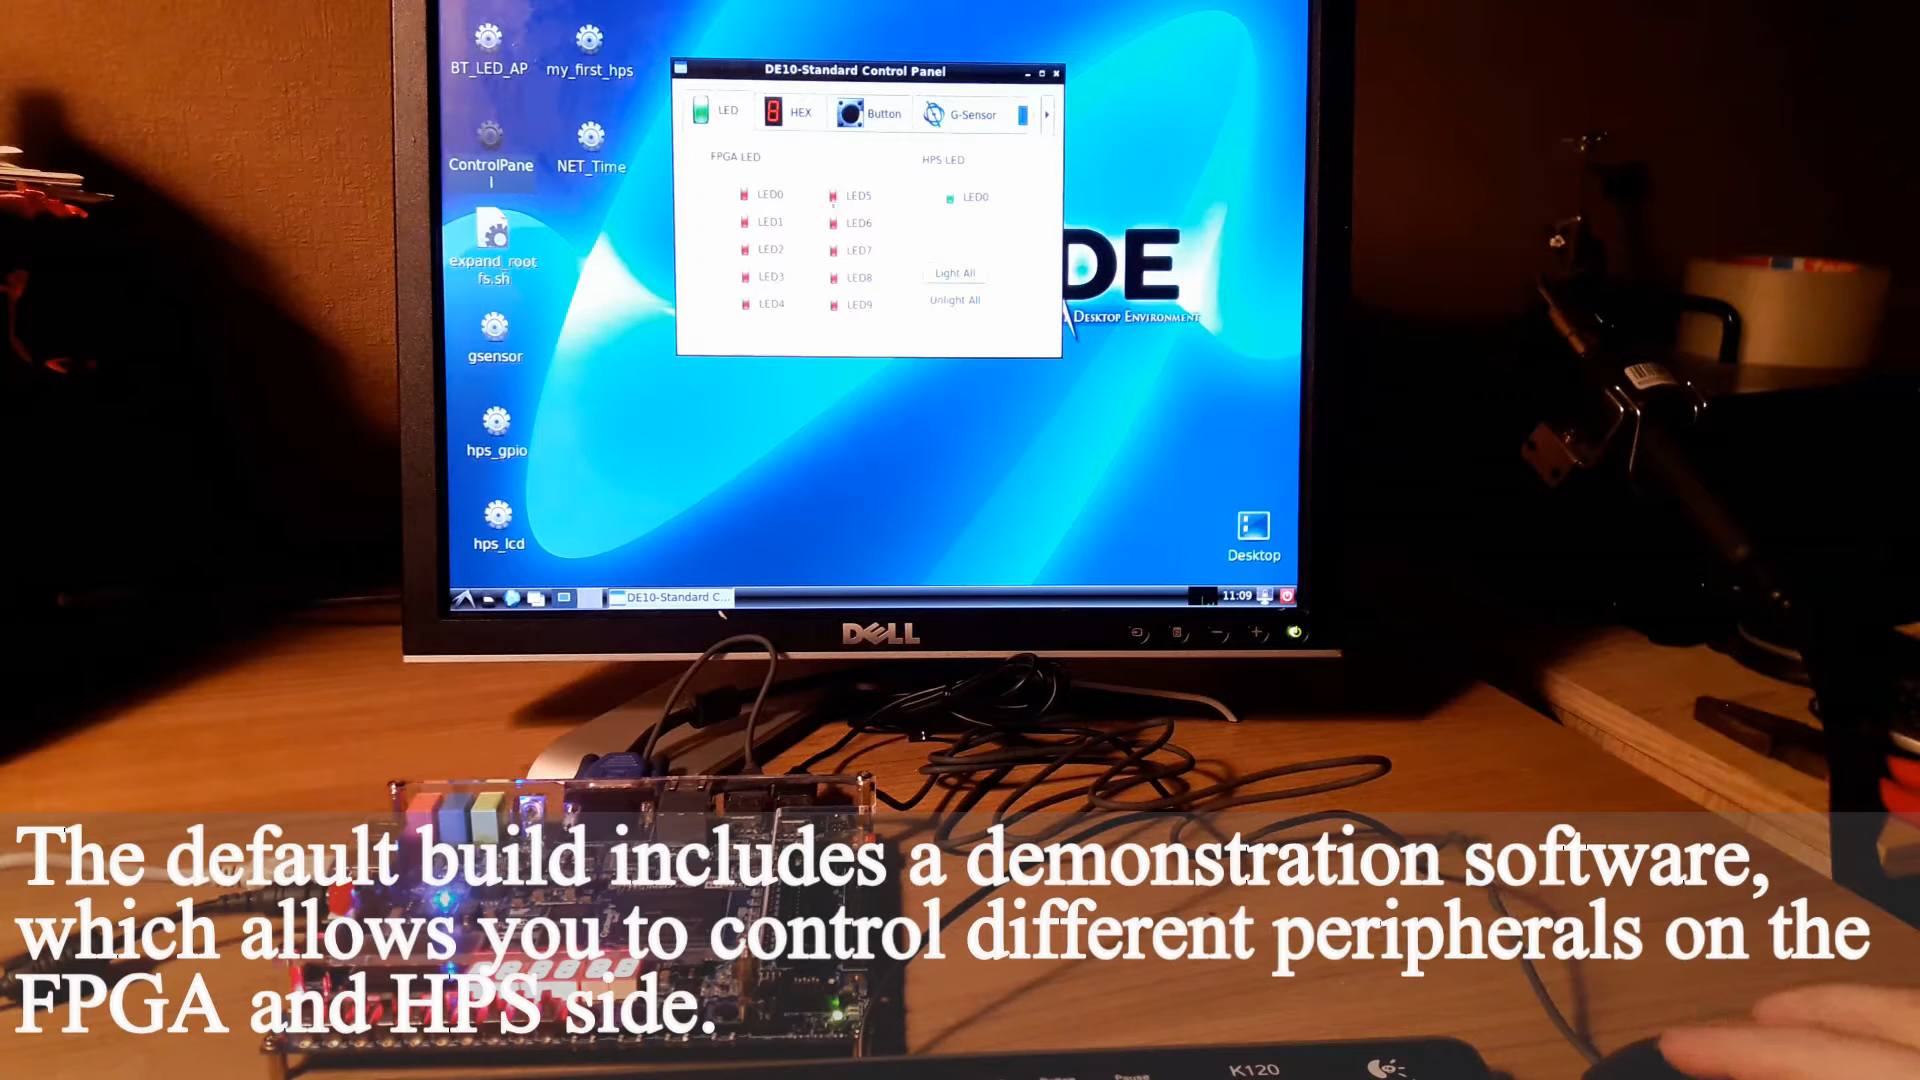 BT_LED_AP
my_first_hps
ControlPane
l
NET_Time
expand_root
fs.sh
gsensor
hps_gpio
hps_lcd
DE10-Standard Control Panel
LED
HEX
Button
G-Sensor
FPGA LED
HPS LED
LED0
LED5
LED0
LED1
LED6
LED2
LED7
LED3
LED8
LED4
LED9
Light All
Unlight All
DE
Desktop Environment
Desktop
DE10-Standard C...
11:09
DELL
The default build includes a demonstration software,
which allows you to control different peripherals on the
FPGA and HPS side.
K120
Pause